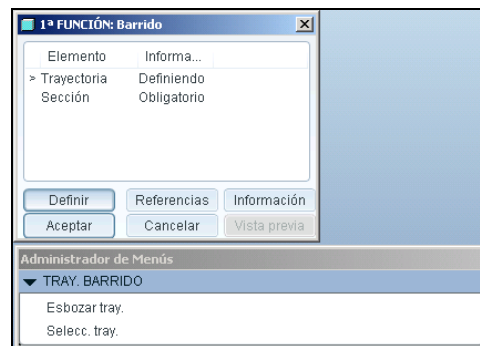 1ª FUNCIÓN: Barrido
Elemento Informa...
> Trayectoria Definiendo
Sección Obligatorio
Definir Referencias Información
Aceptar Cancelar Vista previa
Administrador de Menús
TRAY. BARRIDO
Esbozar tray.
Selecc. tray.